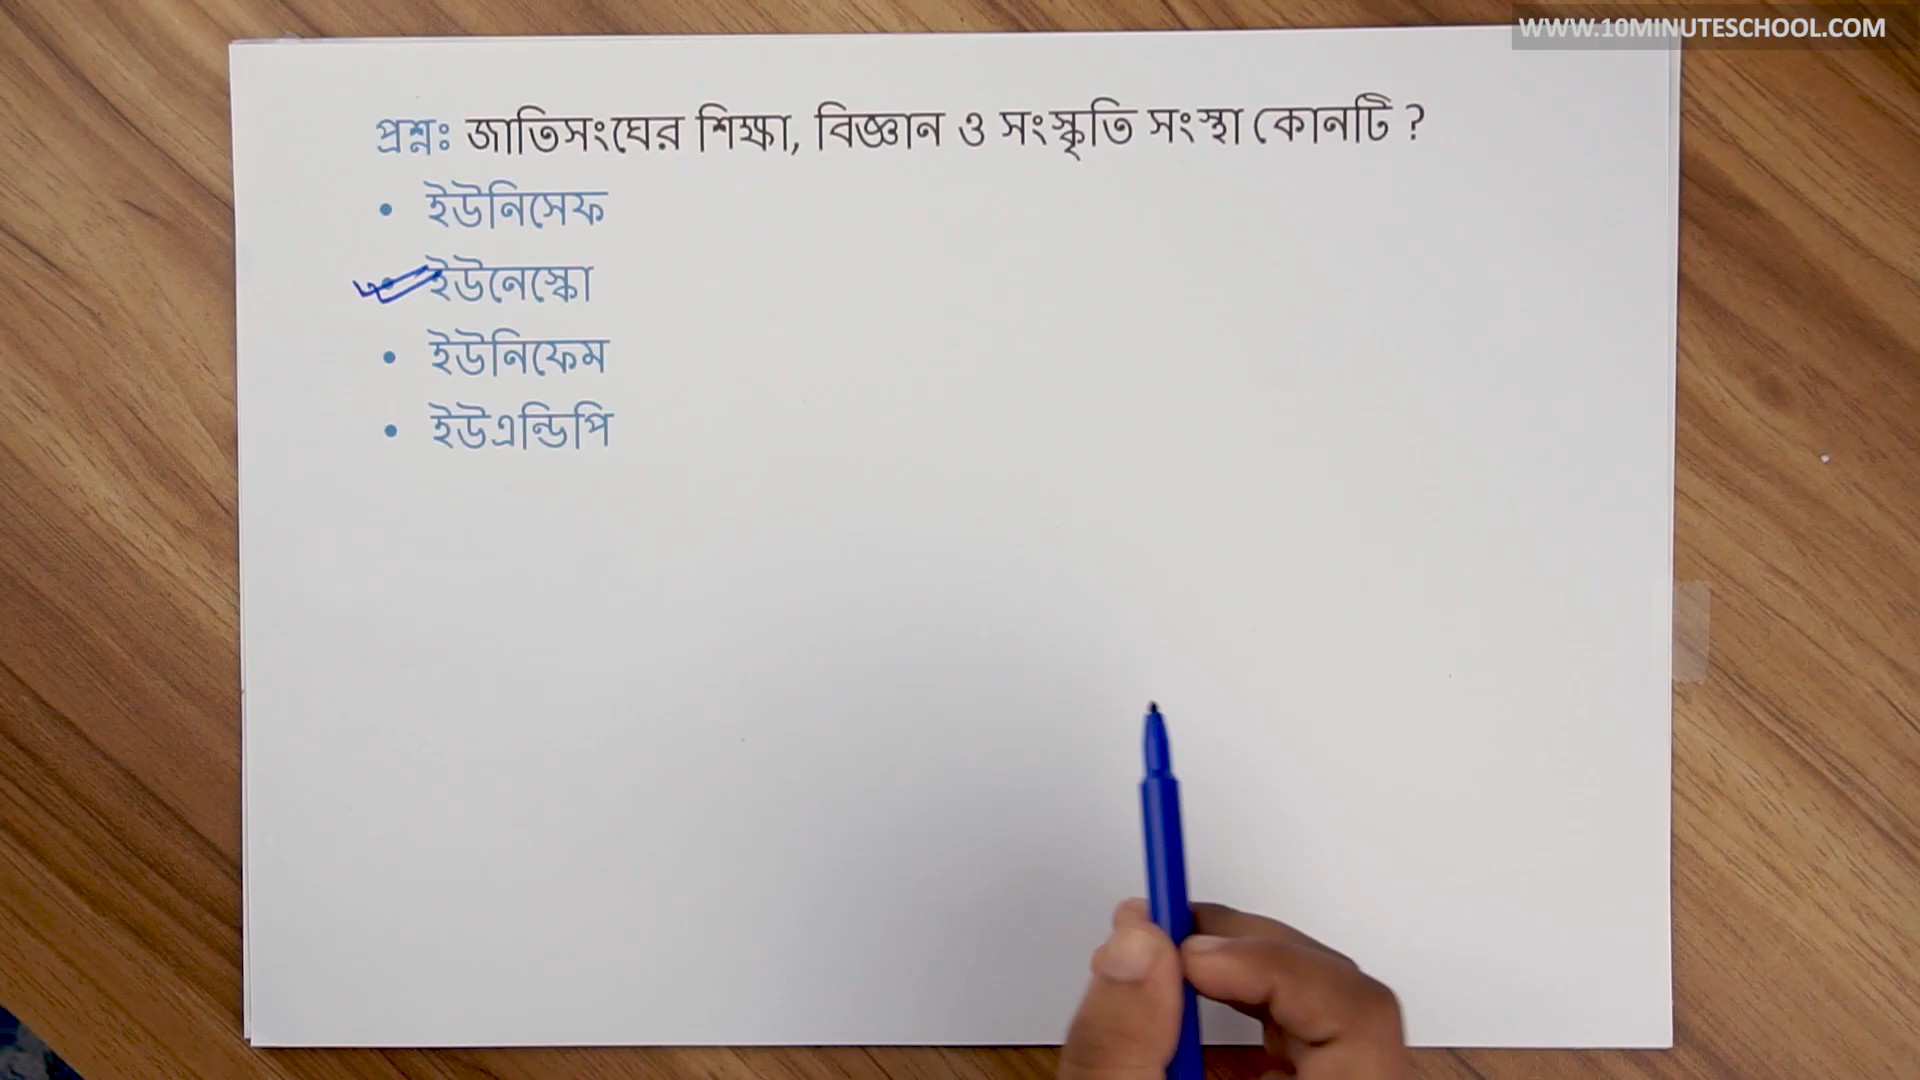 WWW.10MINUTESCHOOL.COM
প্রশ্নঃ জাতিসংঘের শিক্ষা, বিজ্ঞান ও সংস্কৃতি সংস্থা কোনটি ?
• ইউনিসেফ
• ইউনেস্কো
• ইউনিফেম
• ইউএন্ডিপি